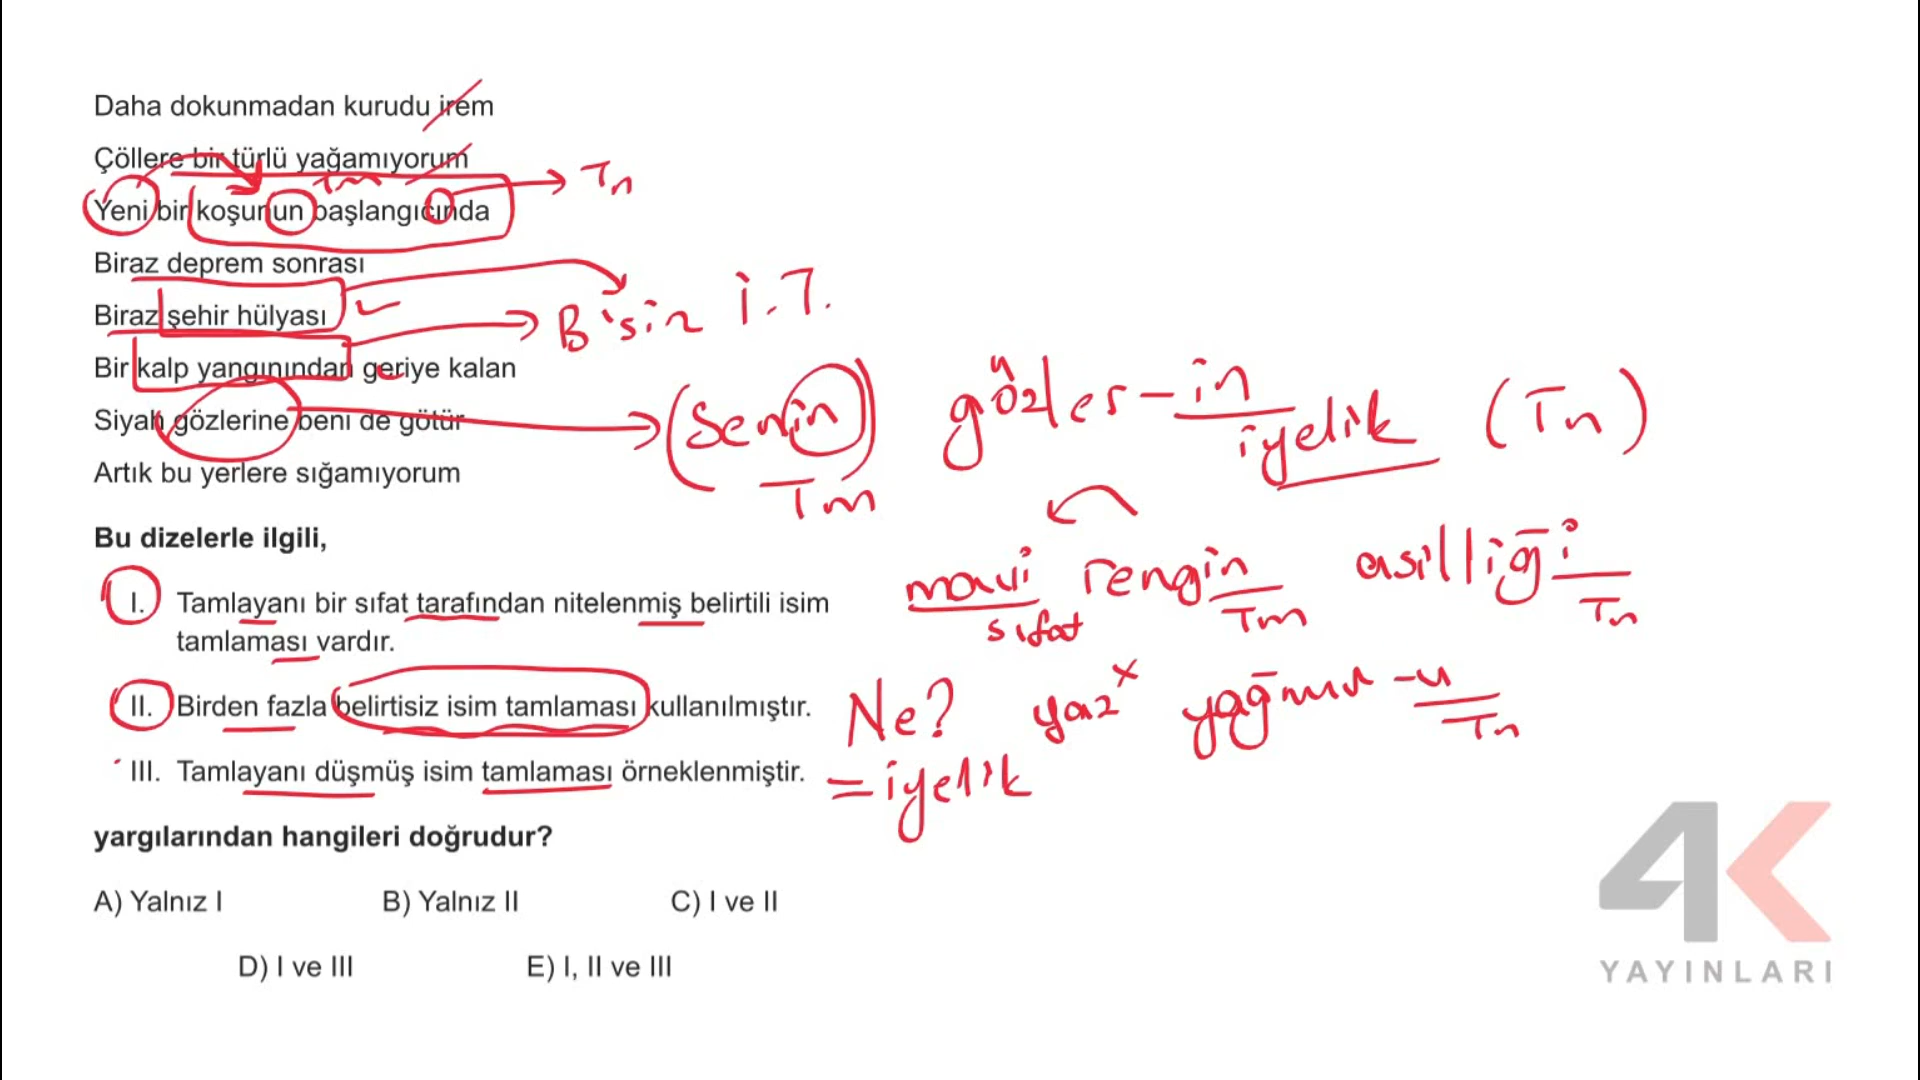 Daha dokunmadan kurudu irem
Çöllere bir türlü yağamıyorum
Tm
Tn
Yeni bir koşunun başlangıcında
Biraz deprem sonrası
Biraz şehir hülyası
B'siz i.T.
Bir kalp yangınından geriye kalan
Siyah gözlerine beni de götür
(Senin) gözler-in (Tn)
Tm iyelik
Artık bu yerlere sığamıyorum
Bu dizelerle ilgili,
I. Tamlayanı bir sıfat tarafından nitelenmiş belirtili isim
tamlaması vardır.
mavi rengin asilliği
sıfat Tm Tn
II. Birden fazla belirtisiz isim tamlaması kullanılmıştır.
Ne? yaz x yağmur-u
Tn
III. Tamlayanı düşmüş isim tamlaması örneklenmiştir.
= iyelik
yargılarından hangileri doğrudur?
A) Yalnız I B) Yalnız II C) I ve II
D) I ve III E) I, II ve III
4K
YAYINLARI